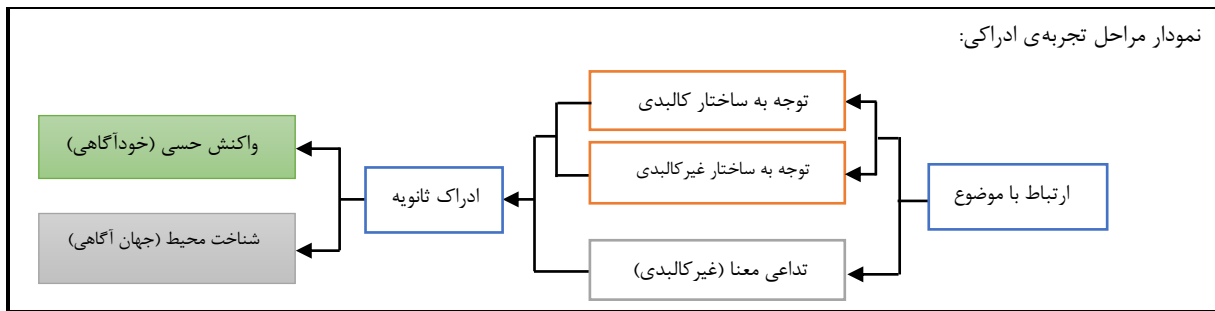 نمودار مراحل تجربه‌ی ادراکی:
ارتباط با موضوع
توجه به ساختار کالبدی
توجه به ساختار غیرکالبدی
تداعی معنا (غیرکالبدی)
ادراک ثانویه
واکنش حسی (خودآگاهی)
شناخت محیط (جهان آگاهی)